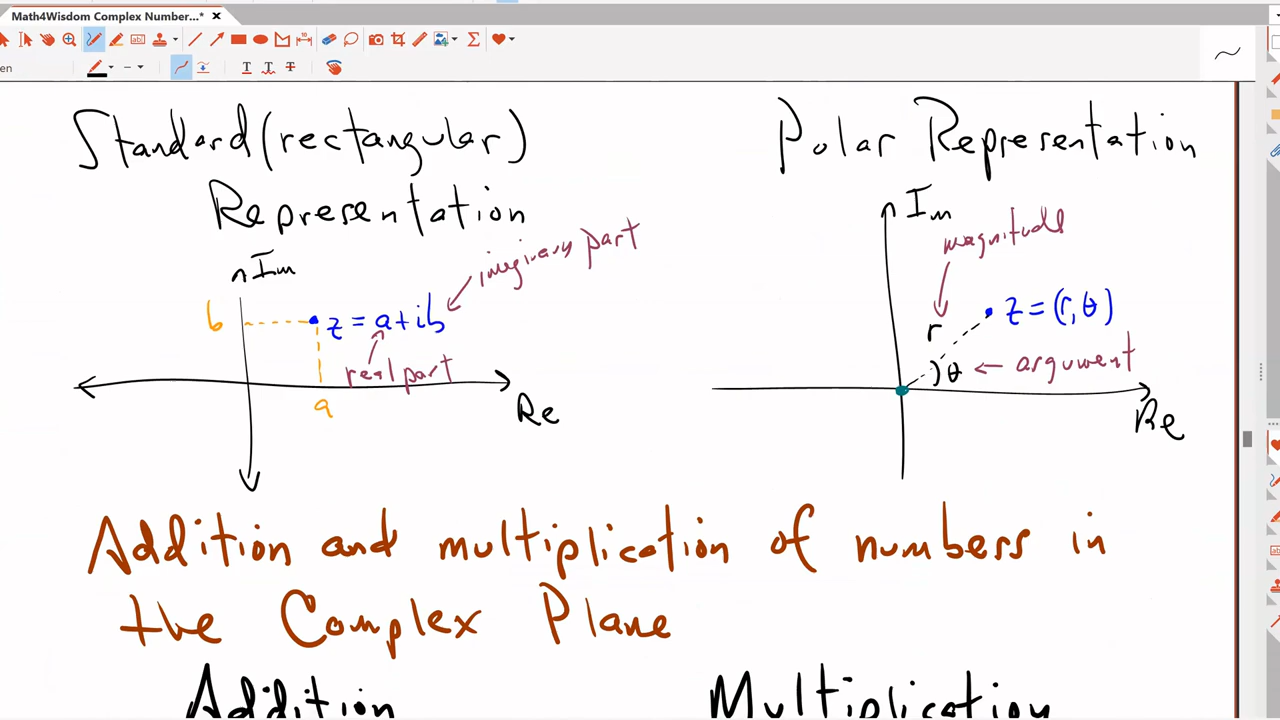 Math4Wisdom Complex Number...* ×
en
Standard (rectangular)
Representation
Im
imaginary part
b
z = a + ib
real part
a
Re
Polar Representation
Im
magnitude
r
z = (r, θ)
θ
argument
Re
Addition and multiplication of numbers in
the Complex Plane
Addition
Multiplication